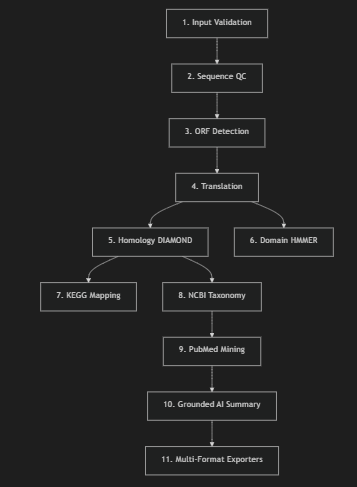 1. Input Validation
2. Sequence QC
3. ORF Detection
4. Translation
5. Homology DIAMOND
6. Domain HMMER
7. KEGG Mapping
8. NCBI Taxonomy
9. PubMed Mining
10. Grounded AI Summary
11. Multi-Format Exporters